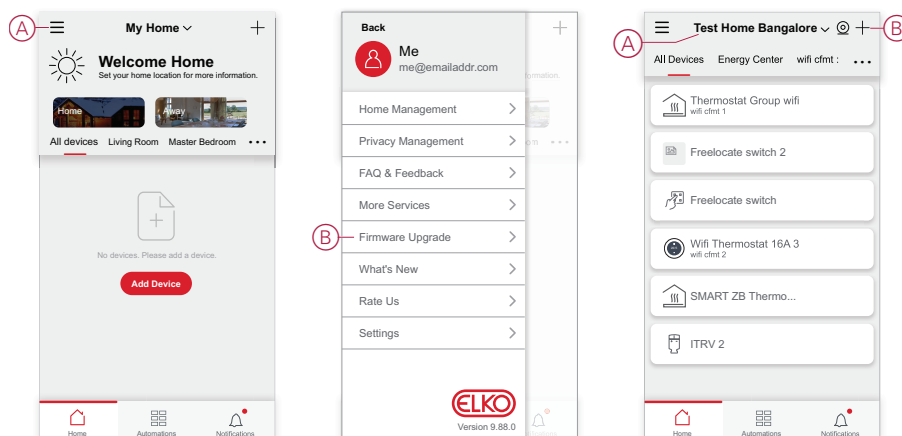 A
My Home
Welcome Home
Set your home location for more information.
Home
Away
All devices Living Room Master Bedroom
No devices. Please add a device.
Add Device
Home Automations Notifications
Back
Me
me@emailaddr.com
Home Management
Privacy Management
FAQ & Feedback
More Services
B
Firmware Upgrade
What's New
Rate Us
Settings
ELKO
Version 9.88.0
A
Test Home Bangalore
B
All Devices Energy Center wifi cfmt :
Thermostat Group wifi
wifi cfmt 1
Freelocate switch 2
Freelocate switch
Wifi Thermostat 16A 3
wifi cfmt 2
SMART ZB Thermo...
ITRV 2
Home Automations Notifications